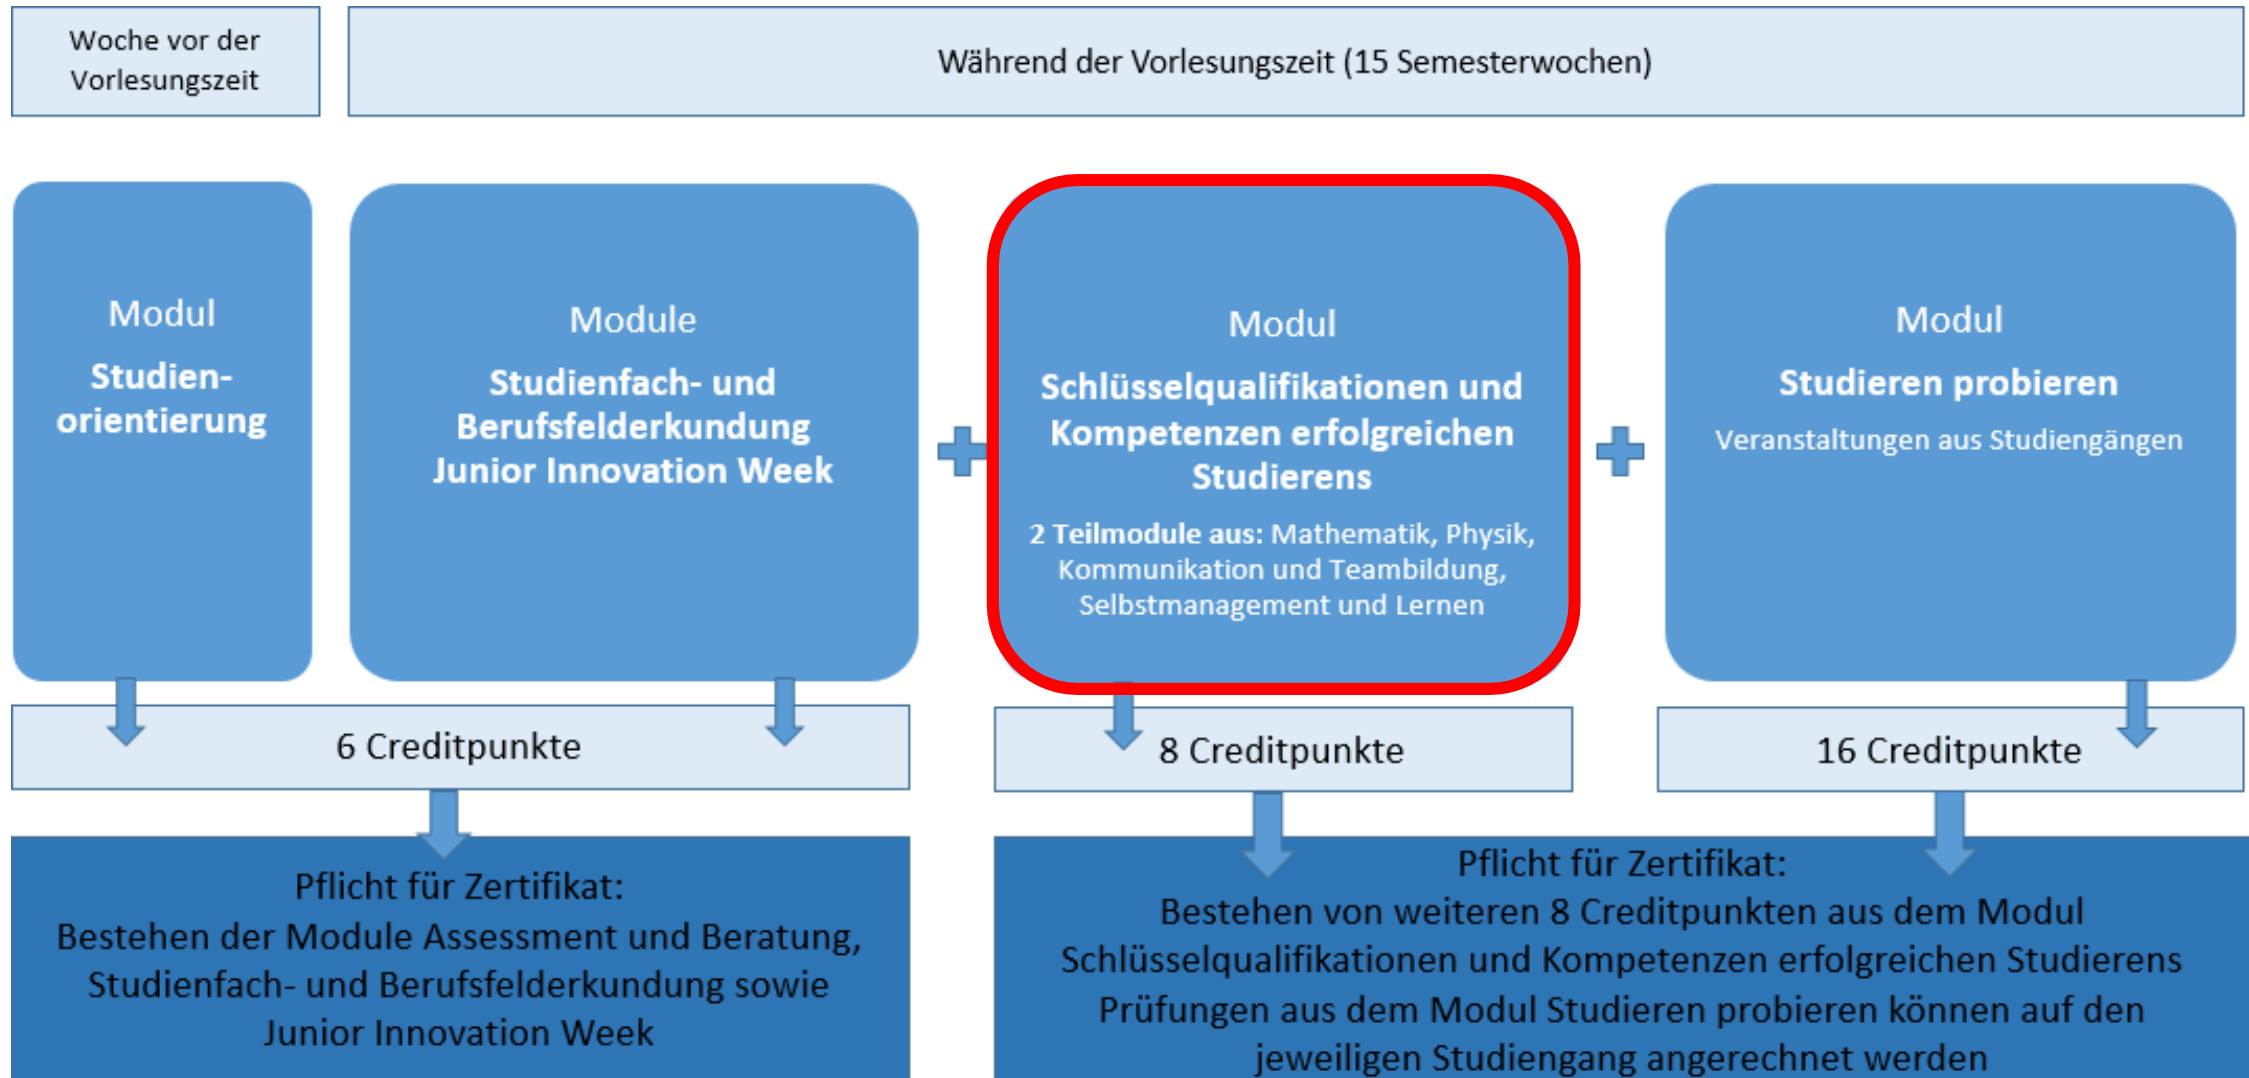 Woche vor der
Vorlesungszeit
Während der Vorlesungszeit (15 Semesterwochen)
Modul
Studien-
orientierung
Module
Studienfach- und
Berufsfelderkundung
Junior Innovation Week
Modul
Schlüsselqualifikationen und
Kompetenzen erfolgreichen
Studierens
2 Teilmodule aus: Mathematik, Physik,
Kommunikation und Teambildung,
Selbstmanagement und Lernen
Modul
Studieren probieren
Veranstaltungen aus Studiengängen
6 Creditpunkte
8 Creditpunkte
16 Creditpunkte
Pflicht für Zertifikat:
Bestehen der Module Assessment und Beratung,
Studienfach- und Berufsfelderkundung sowie
Junior Innovation Week
Pflicht für Zertifikat:
Bestehen von weiteren 8 Creditpunkten aus dem Modul
Schlüsselqualifikationen und Kompetenzen erfolgreichen Studierens
Prüfungen aus dem Modul Studieren probieren können auf den
jeweiligen Studiengang angerechnet werden